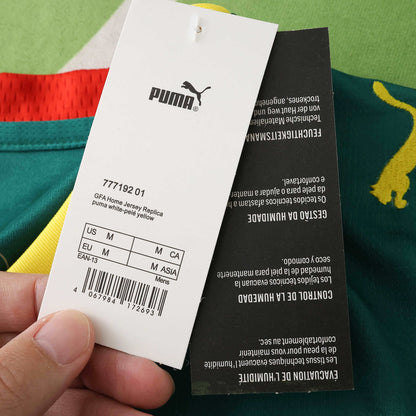 PUMA
777192 01
GFA Home Jersey Replica
puma white-pelé yellow
US M M CA
EU M M ASIA
EAN-13 Mens
4 067984 172693
ÉVACUATION DE L'HUMIDITÉ
Les tissus techniques évacuent l'humidité
de la peau pour vous maintenir
confortablement au sec.
CONTROL DE LA HUMEDAD
Los tejidos técnicos evacuan la
humedad de la piel para mantenerte
seco y cómodo.
GESTÃO DA HUMIDADE
Os tecidos técnicos afastam a
da pele para ajudar a manter
e confortável.
FEUCHTIGKEITSMANA
Technische Materialien
von der Haut weg und
trockenes, angenehme